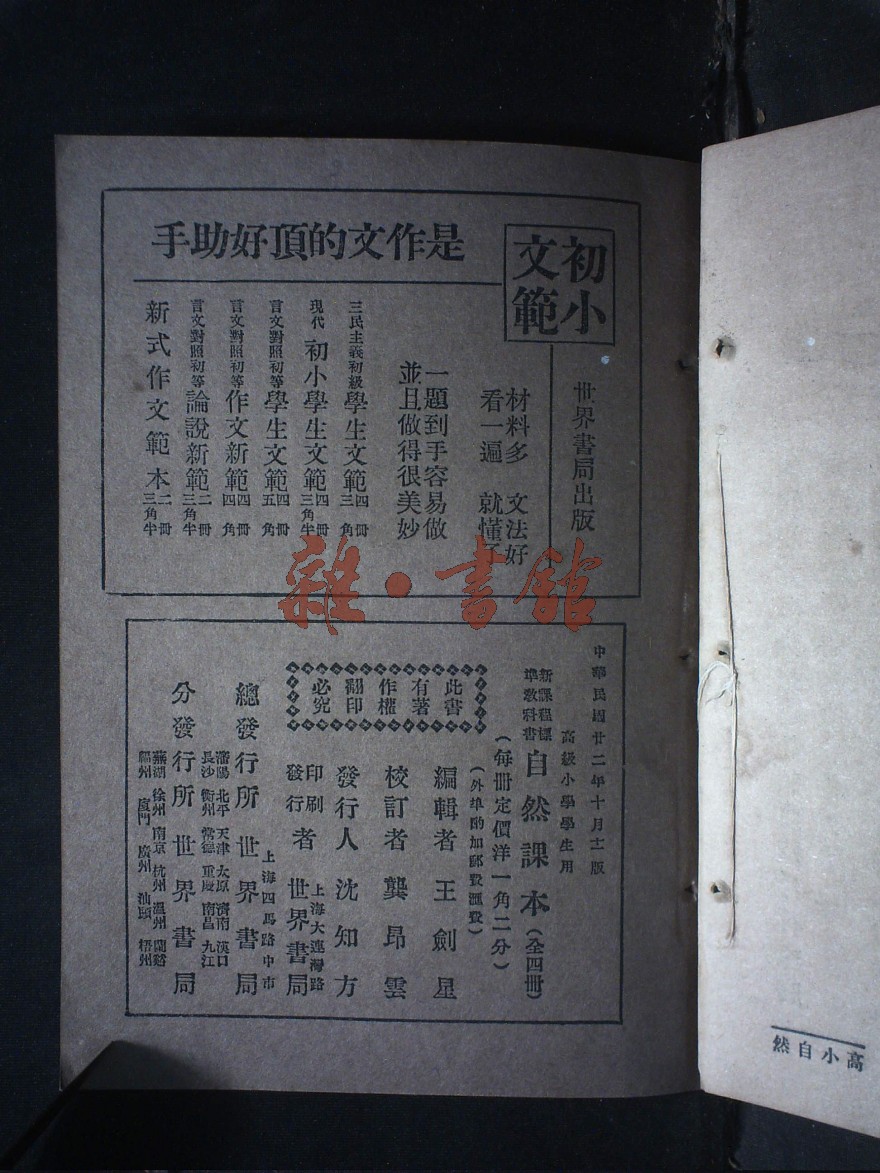 初小
文範
是作文的頂好助手
世界書局出版
材料多　文法好
看一遍　就懂了
一題到手容易做
並且做得很美妙
三民主義初級學生文範 四冊 三角
現代初小學生文範 四冊 三角半
言文對照初等學生文範 四冊 五角
言文對照初等作文新範 四冊 四角
言文對照初等論說新範 二冊 三角半
新式作文範本 二冊 三角半
雜·書館
中華民國廿二年十月十二版
高級小學學生用
新課程標準教科書 自然課本 (全四冊)
(每冊定價洋一角二分)
(外埠酌加郵費滙費)
此書
有著
作權
翻印
必究
編輯者 王劍星
校訂者 龔昂雲
發行人 沈知方
上海大連灣路
印刷發行者 世界書局
上海四馬路中市
總發行所 世界書局
瀋陽 北平 天津 太原 濟南 漢口
長沙 衡州 常德 重慶 南昌 九江
分發行所 世界書局
蕪湖 徐州 南京 杭州 溫州 蘭谿
福州 廈門 廣州 汕頭 梧州
高小自然